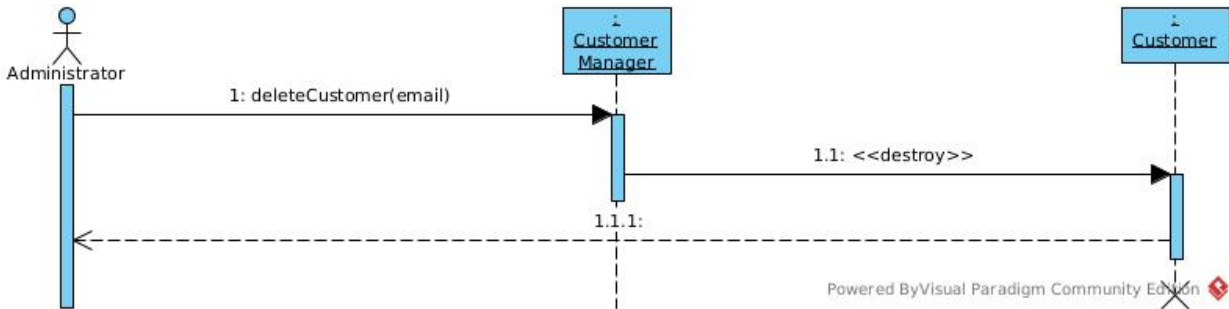 :
Customer
Manager
:
Customer
Administrator
1: deleteCustomer(email)
1.1: <<destroy>>
1.1.1:
Powered ByVisual Paradigm Community Edition